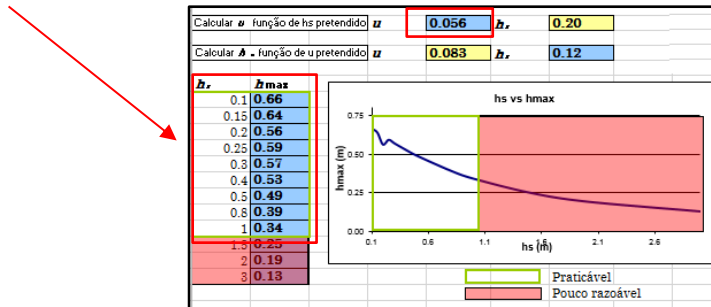 Calcular u função de hs pretendido u 0.056 hs 0.20
Calcular h - função de u pretendido u 0.083 hs 0.12
hs hmax
0.1 0.66
0.15 0.64
0.2 0.56
0.25 0.59
0.3 0.57
0.4 0.53
0.5 0.49
0.8 0.39
1 0.34
1.5 0.25
2 0.19
3 0.13
hs vs hmax
hmax (m)
0.75
0.50
0.25
0.00
0.1 0.6 1.1 1.6 2.1 2.6
hs (m)
Praticável
Pouco razoável